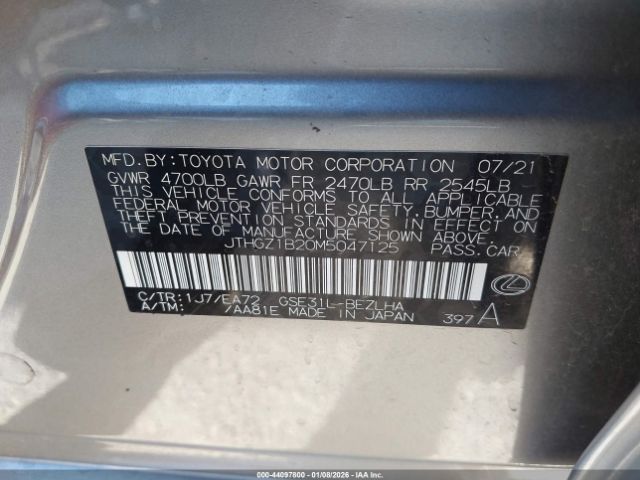 MFD.BY:TOYOTA MOTOR CORPORATION 07/21
GVWR 4700LB GAWR FR 2470LB RR 2545LB
THIS VEHICLE CONFORMS TO ALL APPLICABLE
FEDERAL MOTOR VEHICLE SAFETY,BUMPER,AND
THEFT PREVENTION STANDARDS IN EFFECT ON
THE DATE OF MANUFACTURE SHOWN ABOVE.
JTHGZ1B20M5047125 PASS.CAR
C/TR:1J7/EA72 GSE31L-BEZLHA
A/TM: 7AA81E MADE IN JAPAN 397 A
000-44097800 - 01/08/2026 - IAA Inc.